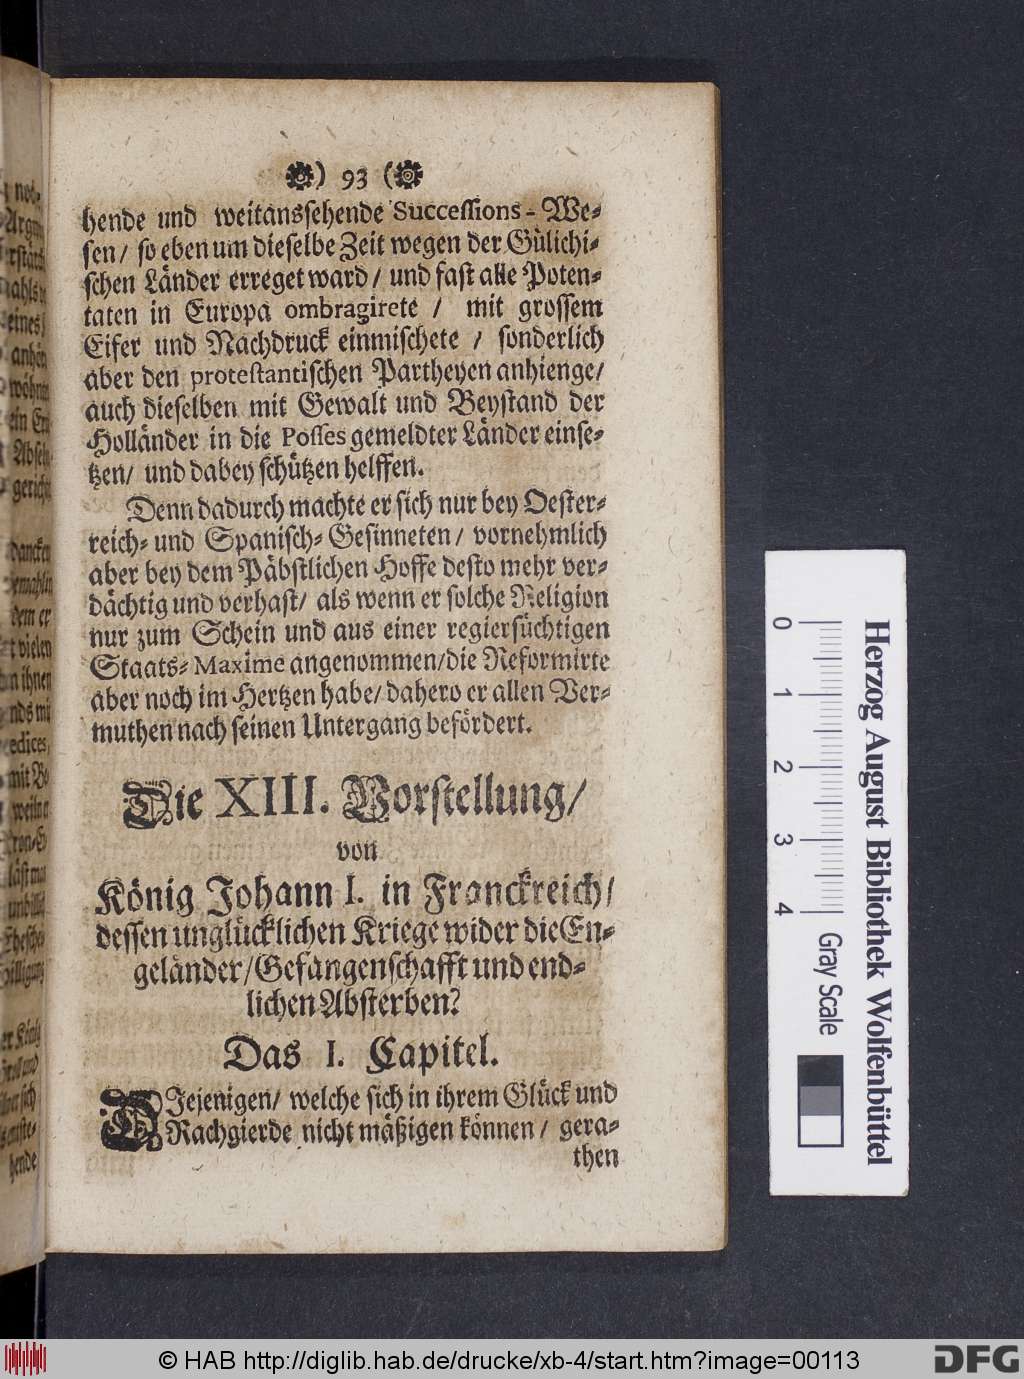 ) 93 (
hende und weitanssehende Successions-We-
sen/ so eben um dieselbe Zeit wegen der Gülichi-
schen Länder erreget ward/ und fast alle Poten-
taten in Europa ombragirete / mit grossem
Eifer und Nachdruck einmischete / sonderlich
aber den protestantischen Partheyen anhienge/
auch dieselben mit Gewalt und Beystand der
Holländer in die Posses gemeldter Länder einse-
tzen/ und dabey schützen helffen.
Denn dadurch machte er sich nur bey Oester-
reich- und Spanisch-Gesinneten/ vornehmlich
aber bey dem Päbstlichen Hoffe desto mehr ver-
dächtig und verhast/ als wenn er solche Religion
nur zum Schein und aus einer regiersüchtigen
Staats-Maxime angenommen/die Reformirte
aber noch im Hertzen habe/ dahero er allen Ver-
muthen nach seinen Untergang befördert.
Die XIII. Vorstellung/
von
König Johann I. in Franckreich/
dessen unglücklichen Kriege wider die En-
geländer/Gefangenschafft und end-
lichen Absterben?
Das I. Capitel.
DIejenigen/ welche sich in ihrem Glück und
Rachgierde nicht mäßigen können/ gera-
then
0 1 2 3 4
Gray Scale
Herzog August Bibliothek Wolfenbüttel
© HAB http://diglib.hab.de/drucke/xb-4/start.htm?image=00113
DFG